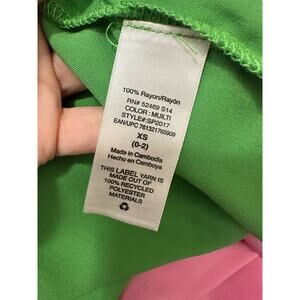 100% Rayon/Rayón
RN# 52469 S14
COLOR: MULTI
STYLE#:SP2017
EAN/UPC 761321765909
XS
(0-2)
Made in Cambodia
Hecho en Camboya
THIS LABEL YARN IS
MADE OUT OF
100% RECYCLED
POLYESTER
MATERIALS